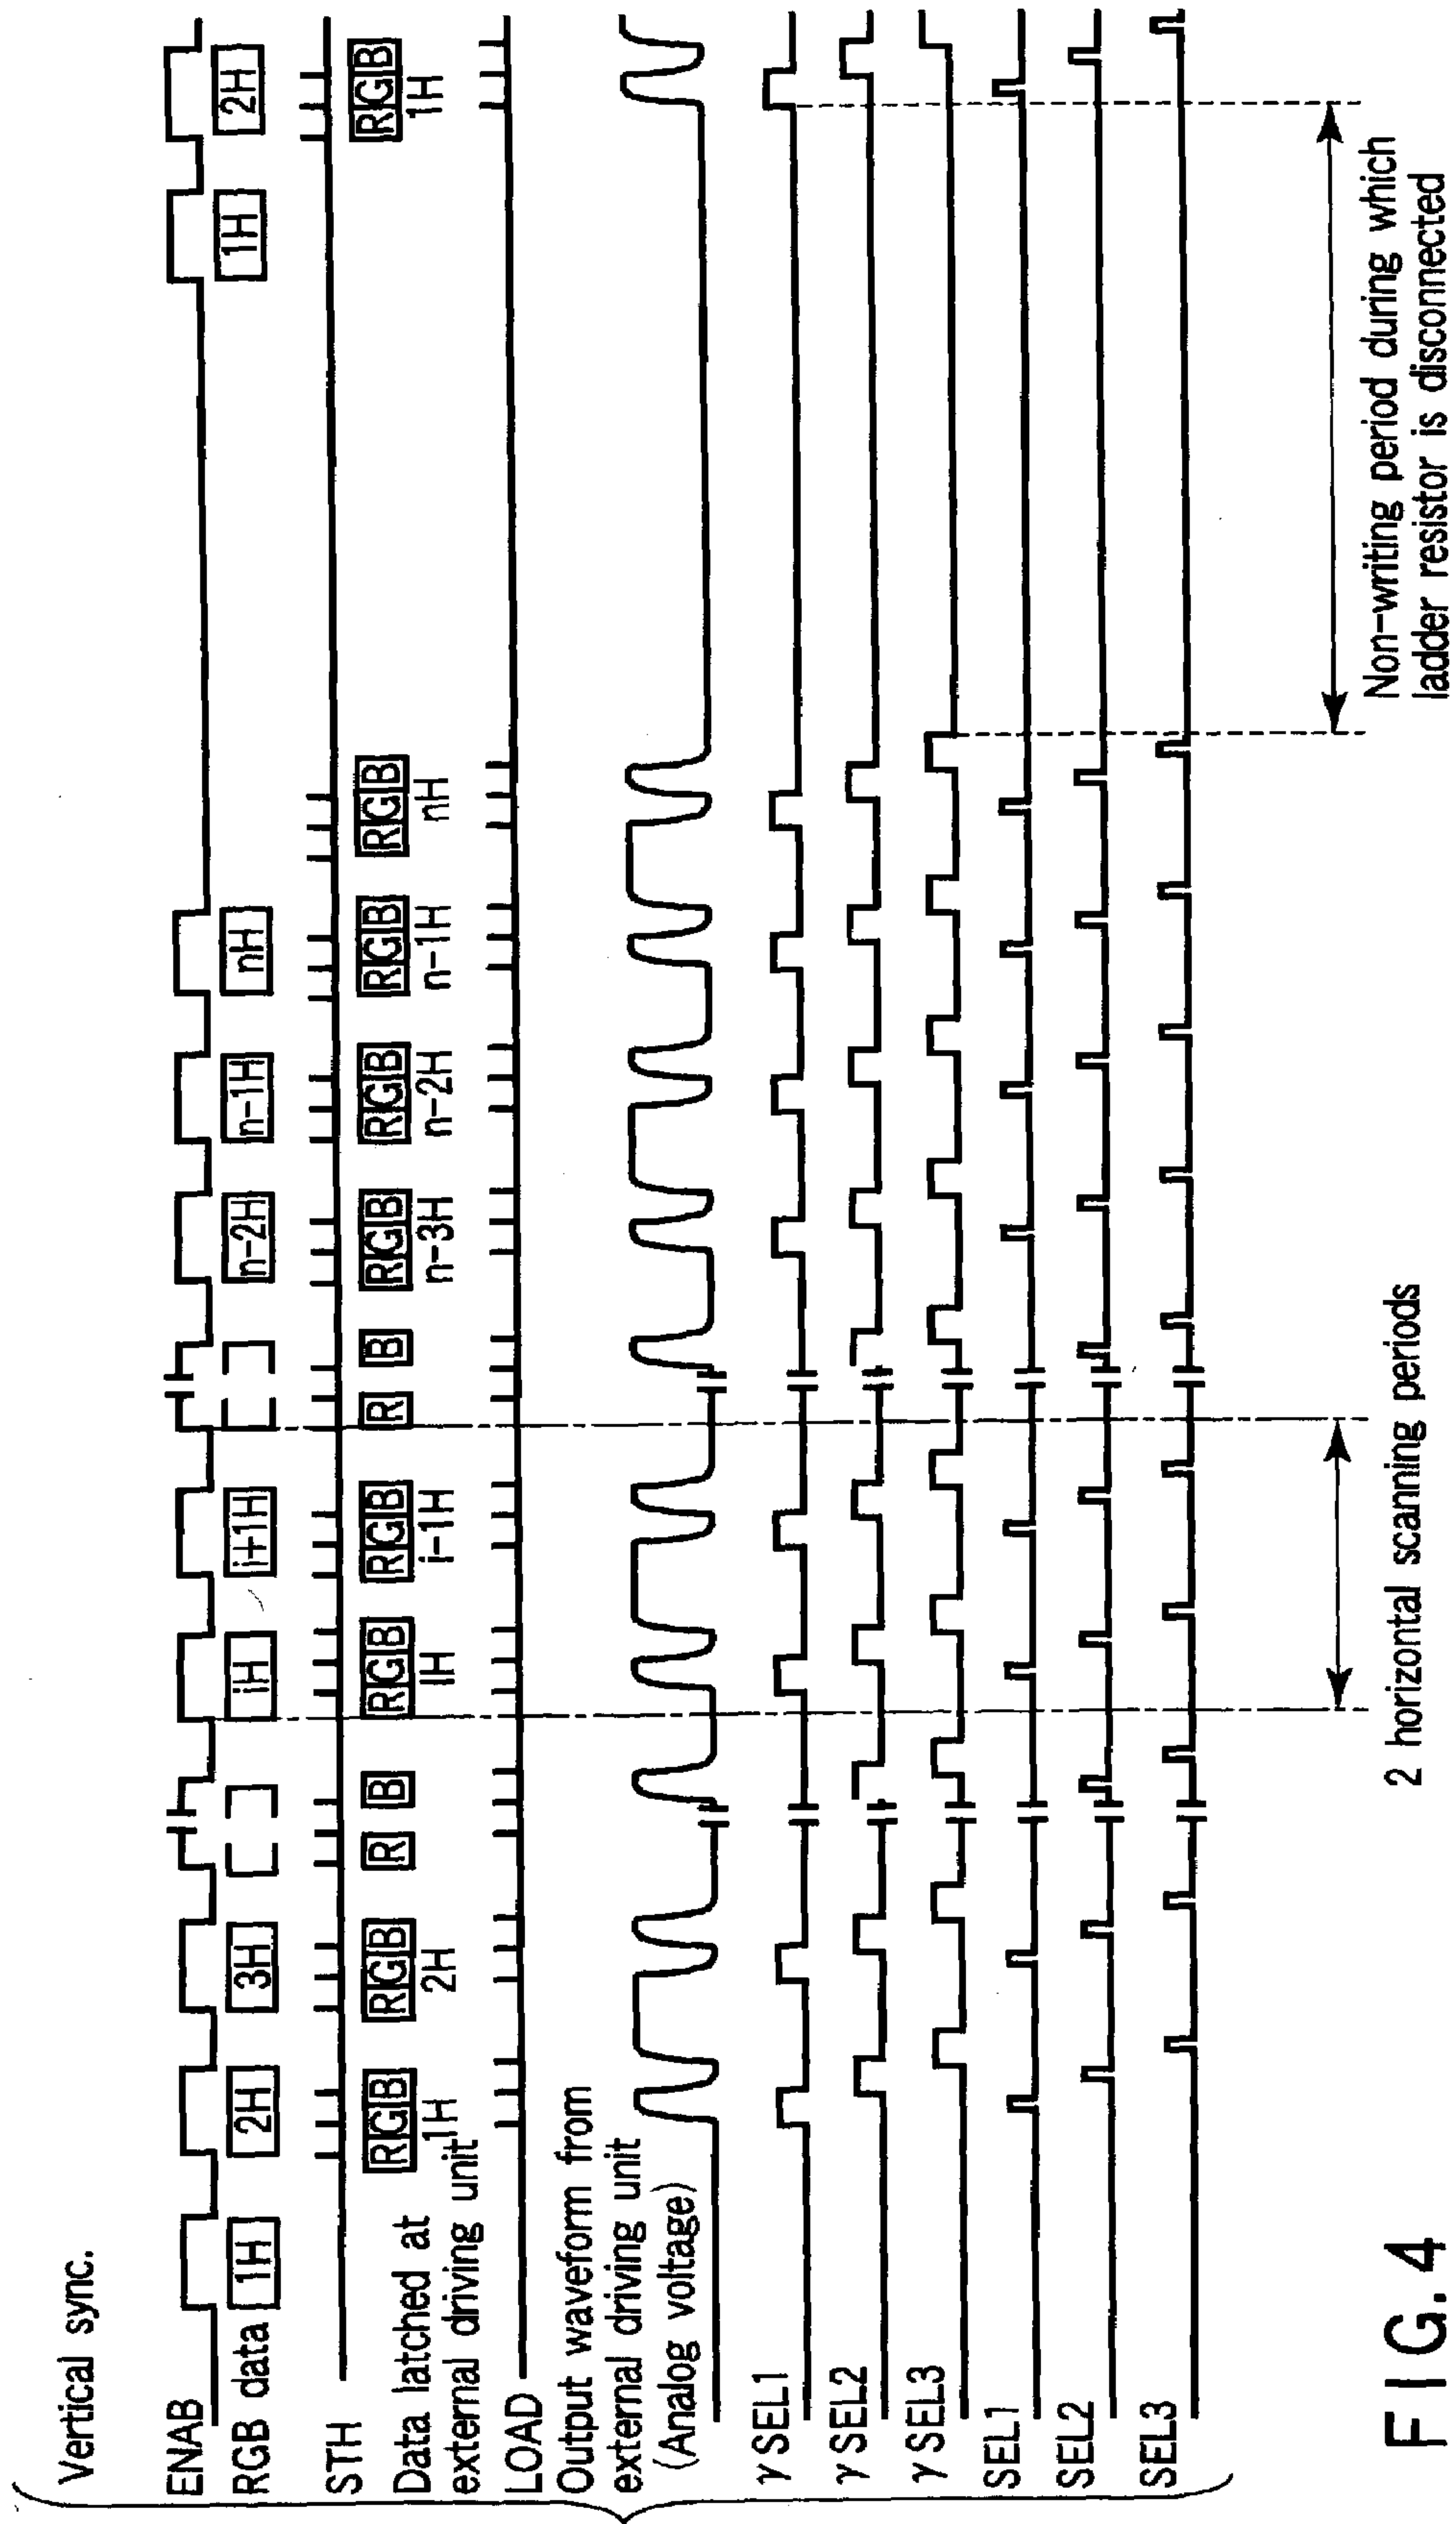 Vertical sync.
ENAB
RGB data 1H 2H 3H iH i+1H n-2H n-1H nH 1H 2H
STH
Data latched at
external driving unit
RGB RGB R B RGB RGB R B RGB RGB RGB RGB RGB
1H 2H IH i-1H n-3H n-2H n-1H nH 1H
LOAD
Output waveform from
external driving unit
(Analog voltage)
γ SEL1
γ SEL2
γ SEL3
SEL1
SEL2
SEL3
2 horizontal scanning periods
Non-writing period during which
ladder resistor is disconnected
FIG. 4